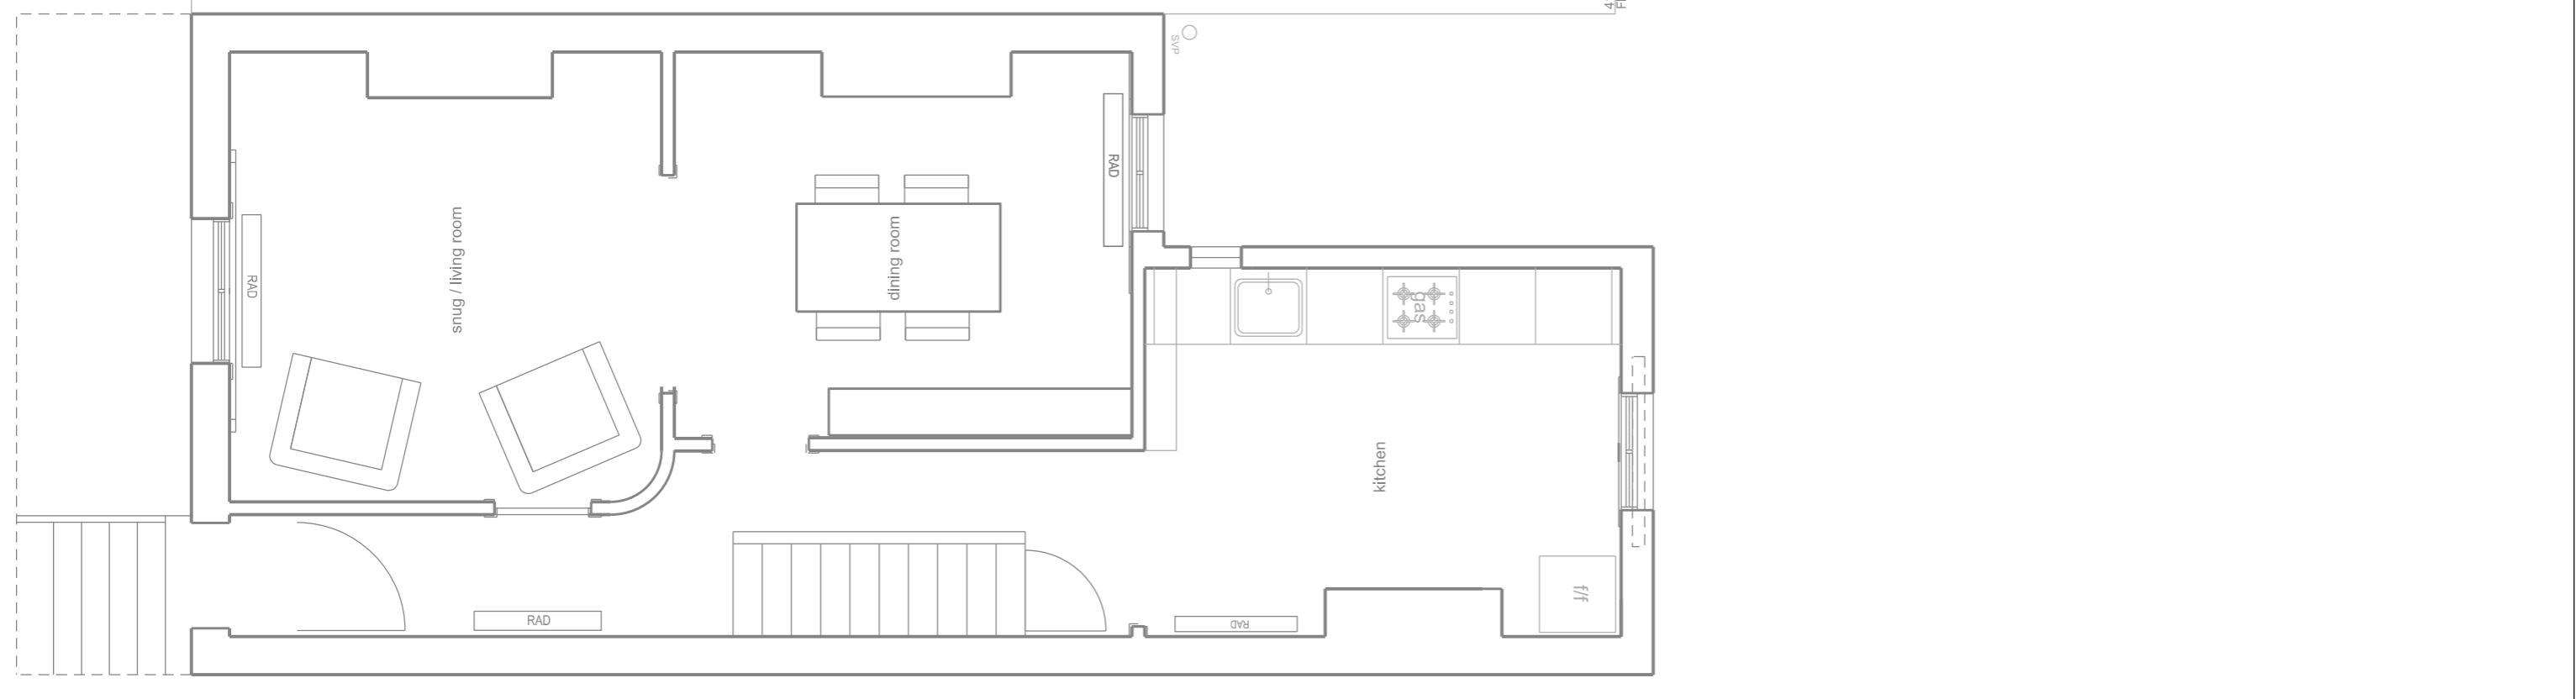 SVP
RAD
RAD
snug / living room
dining room
gas
kitchen
f/f
RAD
RAD